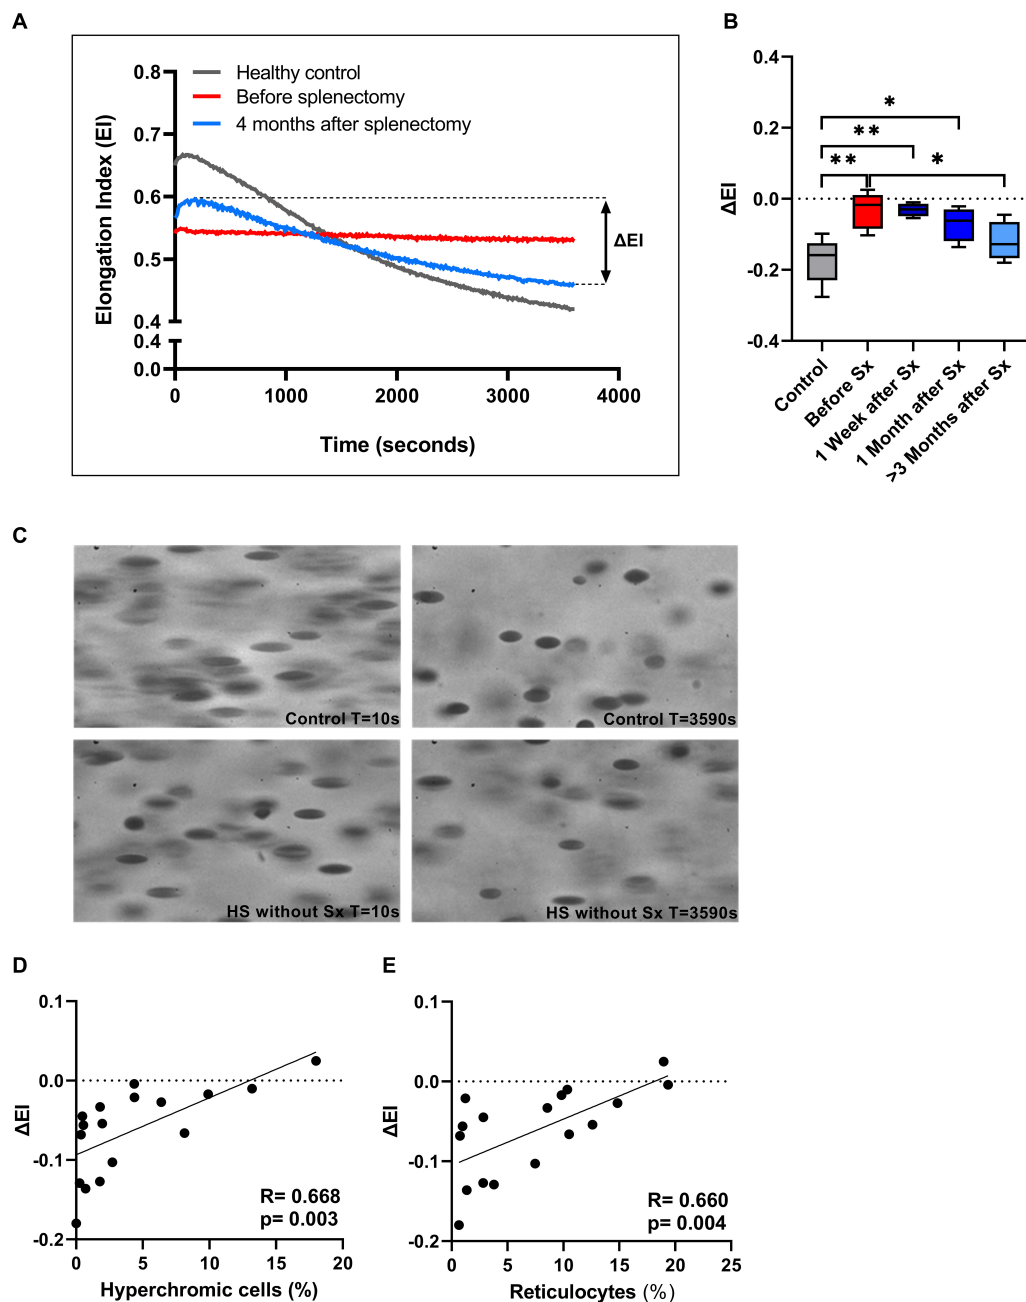 A
Healthy control
Before splenectomy
4 months after splenectomy
Elongation Index (EI)
0.8
0.7
0.6
0.5
0.4
0.4
0.0
ΔEI
0
1000
2000
3000
4000
Time (seconds)
B
ΔEI
0.4
0.2
0.0
-0.2
-0.4
*
**
**
*
Control
Before Sx
1 Week after Sx
1 Month after Sx
>3 Months after Sx
C
Control T=10s
Control T=3590s
HS without Sx T=10s
HS without Sx T=3590s
D
ΔEI
0.1
0.0
-0.1
-0.2
R= 0.668
p= 0.003
0
5
10
15
20
Hyperchromic cells (%)
E
ΔEI
0.1
0.0
-0.1
-0.2
R= 0.660
p= 0.004
0
5
10
15
20
25
Reticulocytes (%)